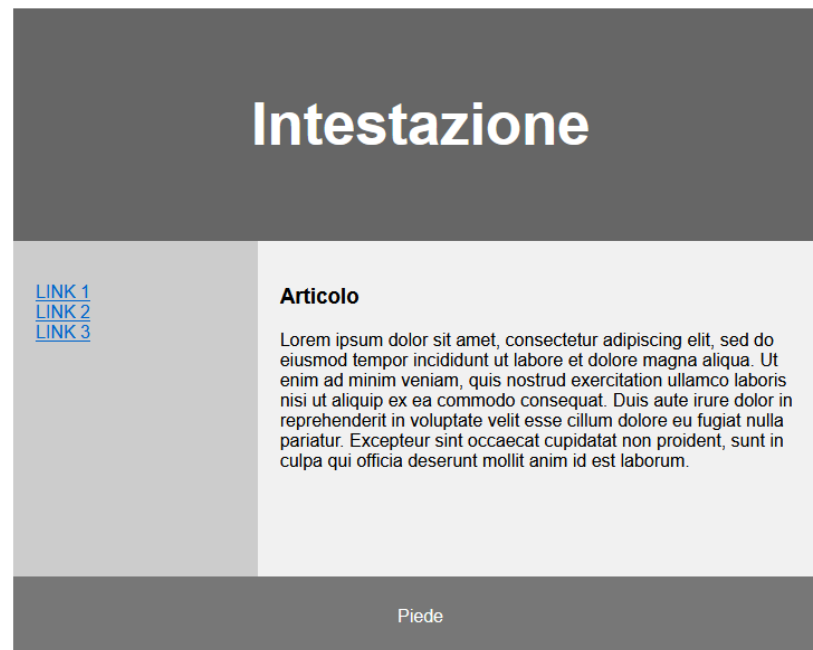 Intestazione
LINK 1
LINK 2
LINK 3
Articolo
Lorem ipsum dolor sit amet, consectetur adipiscing elit, sed do
eiusmod tempor incididunt ut labore et dolore magna aliqua. Ut
enim ad minim veniam, quis nostrud exercitation ullamco laboris
nisi ut aliquip ex ea commodo consequat. Duis aute irure dolor in
reprehenderit in voluptate velit esse cillum dolore eu fugiat nulla
pariatur. Excepteur sint occaecat cupidatat non proident, sunt in
culpa qui officia deserunt mollit anim id est laborum.
Piede